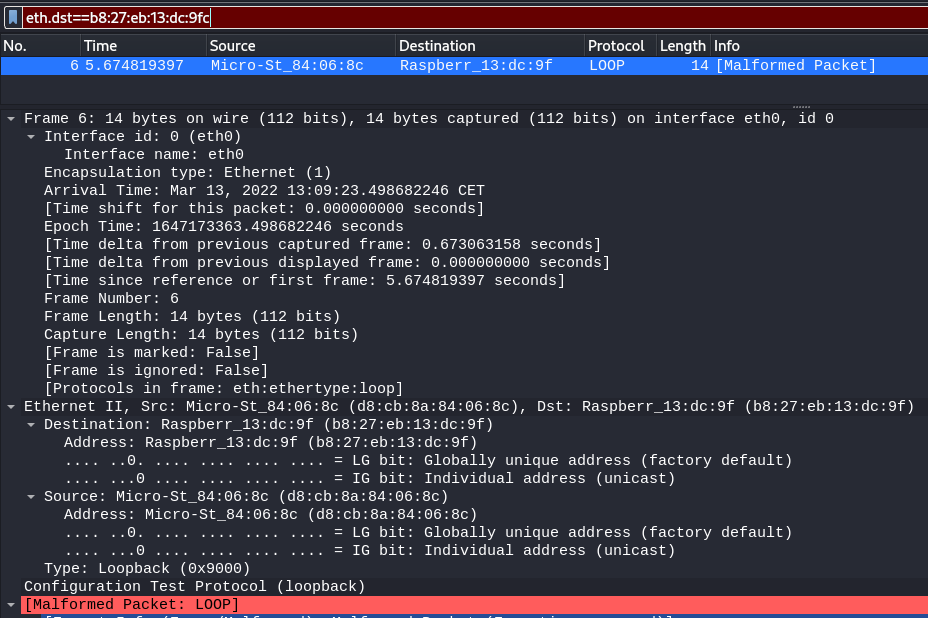 eth.dst==b8:27:eb:13:dc:9fc
No. Time Source Destination Protocol Length Info
6 5.674819397 Micro-St_84:06:8c Raspberr_13:dc:9f LOOP 14 [Malformed Packet]
Frame 6: 14 bytes on wire (112 bits), 14 bytes captured (112 bits) on interface eth0, id 0
Interface id: 0 (eth0)
Interface name: eth0
Encapsulation type: Ethernet (1)
Arrival Time: Mar 13, 2022 13:09:23.498682246 CET
[Time shift for this packet: 0.000000000 seconds]
Epoch Time: 1647173363.498682246 seconds
[Time delta from previous captured frame: 0.673063158 seconds]
[Time delta from previous displayed frame: 0.000000000 seconds]
[Time since reference or first frame: 5.674819397 seconds]
Frame Number: 6
Frame Length: 14 bytes (112 bits)
Capture Length: 14 bytes (112 bits)
[Frame is marked: False]
[Frame is ignored: False]
[Protocols in frame: eth:ethertype:loop]
Ethernet II, Src: Micro-St_84:06:8c (d8:cb:8a:84:06:8c), Dst: Raspberr_13:dc:9f (b8:27:eb:13:dc:9f)
Destination: Raspberr_13:dc:9f (b8:27:eb:13:dc:9f)
Address: Raspberr_13:dc:9f (b8:27:eb:13:dc:9f)
.... ..0. .... .... .... .... = LG bit: Globally unique address (factory default)
.... ...0 .... .... .... .... = IG bit: Individual address (unicast)
Source: Micro-St_84:06:8c (d8:cb:8a:84:06:8c)
Address: Micro-St_84:06:8c (d8:cb:8a:84:06:8c)
.... ..0. .... .... .... .... = LG bit: Globally unique address (factory default)
.... ...0 .... .... .... .... = IG bit: Individual address (unicast)
Type: Loopback (0x9000)
Configuration Test Protocol (loopback)
[Malformed Packet: LOOP]